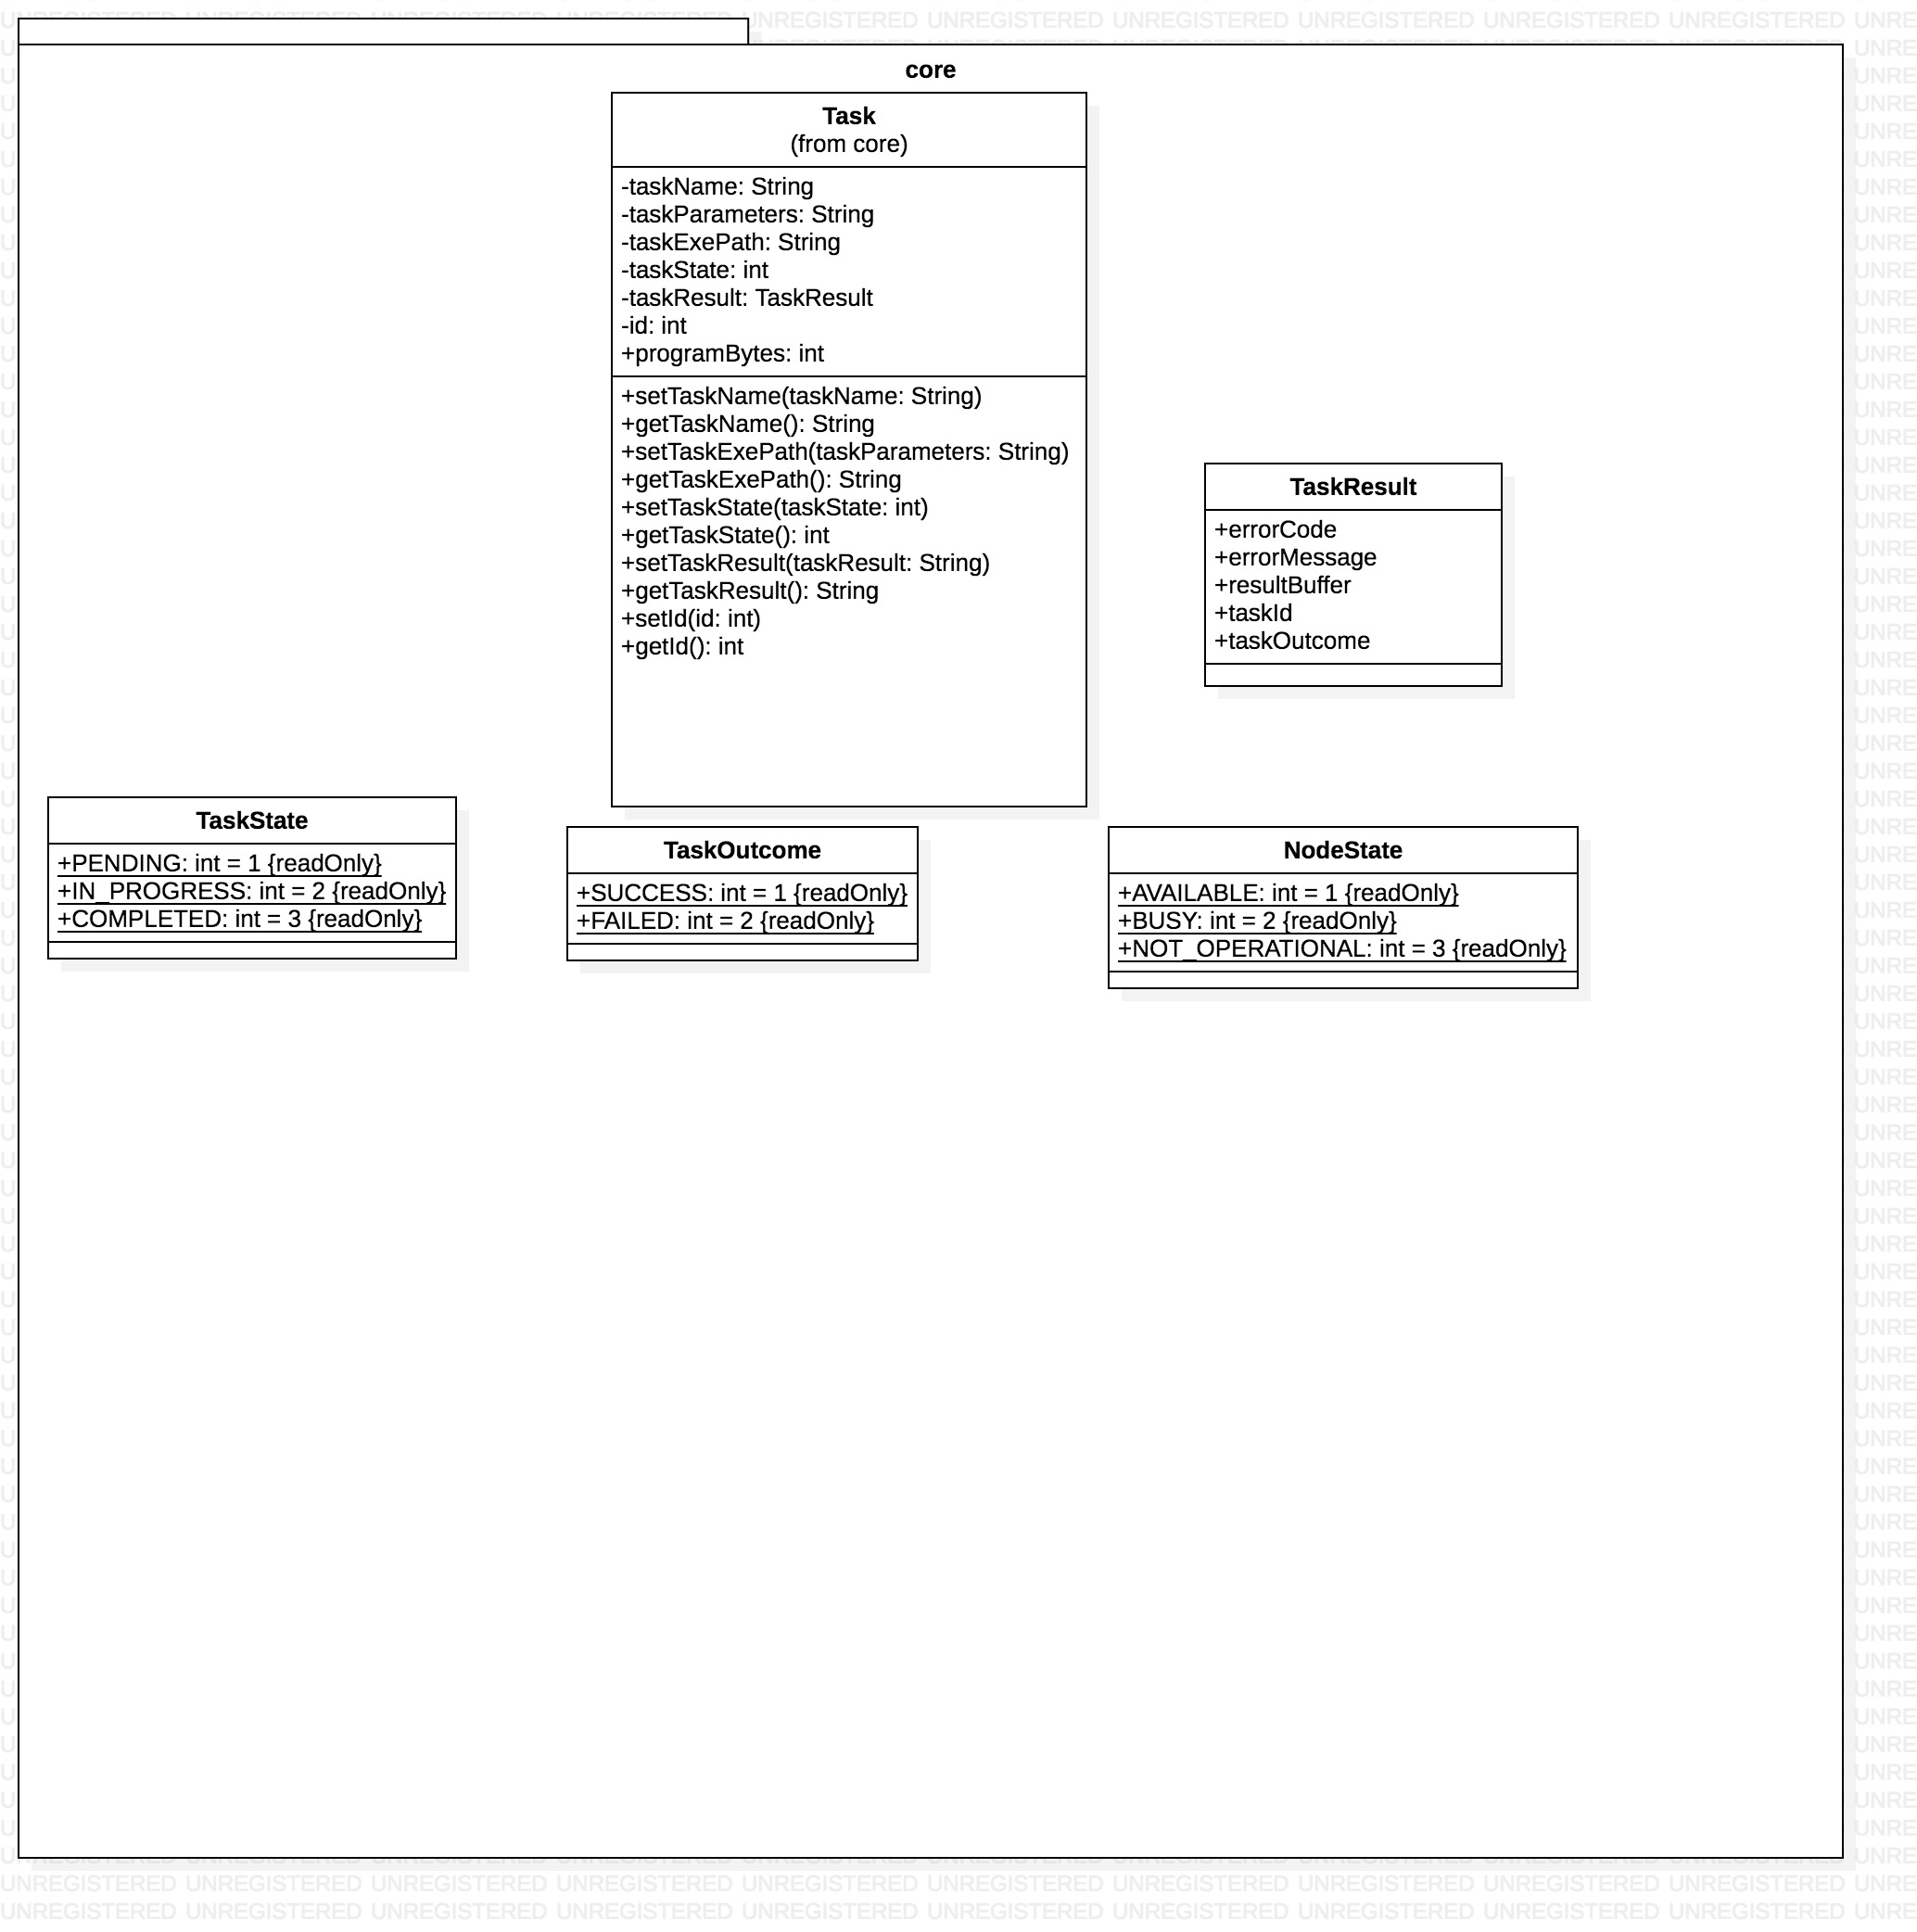 core
Task
(from core)
-taskName: String
-taskParameters: String
-taskExePath: String
-taskState: int
-taskResult: TaskResult
-id: int
+programBytes: int
+setTaskName(taskName: String)
+getTaskName(): String
+setTaskExePath(taskParameters: String)
+getTaskExePath(): String
+setTaskState(taskState: int)
+getTaskState(): int
+setTaskResult(taskResult: String)
+getTaskResult(): String
+setId(id: int)
+getId(): int
TaskResult
+errorCode
+errorMessage
+resultBuffer
+taskId
+taskOutcome
TaskState
+PENDING: int = 1 {readOnly}
+IN_PROGRESS: int = 2 {readOnly}
+COMPLETED: int = 3 {readOnly}
TaskOutcome
+SUCCESS: int = 1 {readOnly}
+FAILED: int = 2 {readOnly}
NodeState
+AVAILABLE: int = 1 {readOnly}
+BUSY: int = 2 {readOnly}
+NOT_OPERATIONAL: int = 3 {readOnly}
UNREGISTERED UNREGISTERED UNREGISTERED UNREGISTERED UNREGISTERED UNREGISTERED UNREGISTERED UNREGISTERED UNREGISTERED UNREGISTERED UNRE
UNREGISTERED UNREGISTERED UNREGISTERED UNREGISTERED UNREGISTERED UNREGISTERED UNREGISTERED UNREGISTERED UNREGISTERED UNREGISTERED UNRE